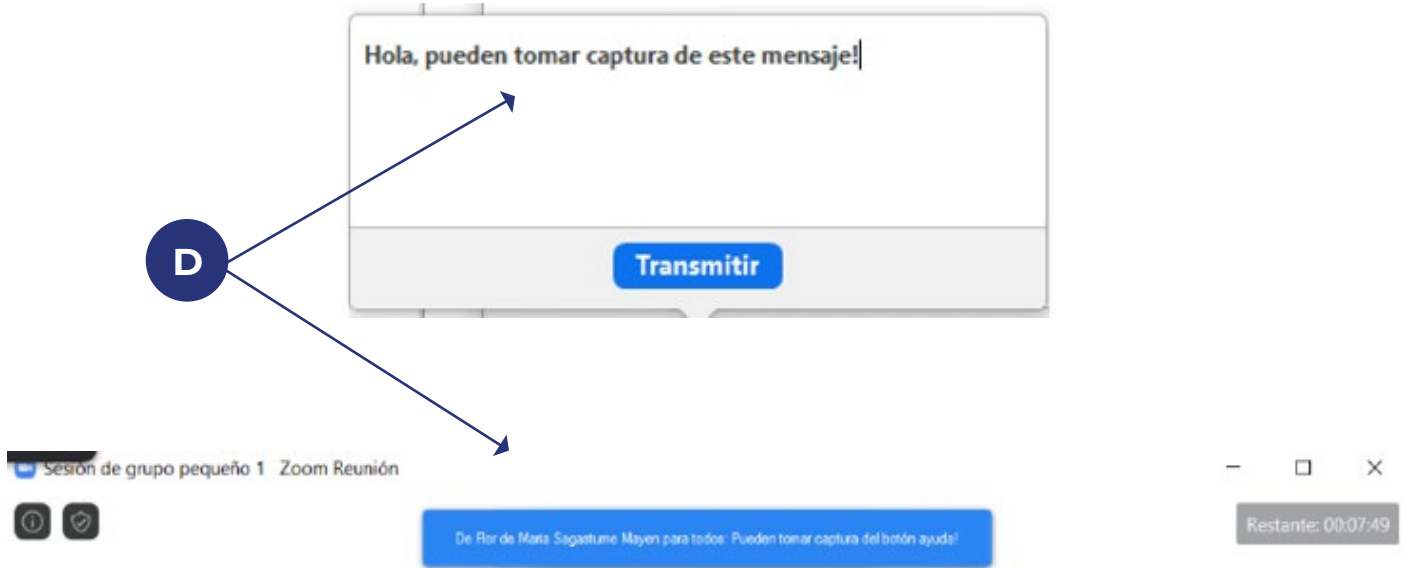 Hola, pueden tomar captura de este mensaje!
D
Transmitir
Sesión de grupo pequeño 1 Zoom Reunión
De Flor de Maria Sagastume Mayen para todos: Pueden tomar captura del botón ayuda!
Restante: 00:07:49